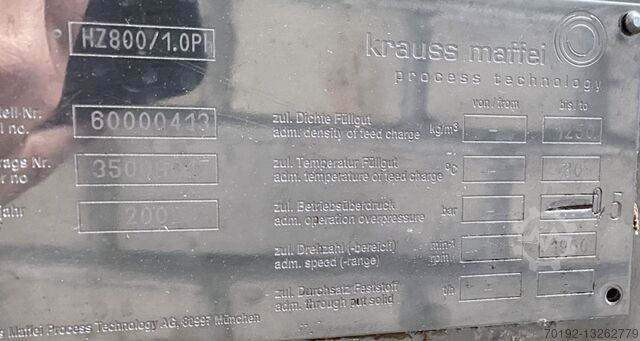 HZ800/1.0P
krauss maffei
process technology
von/from bis/to
60000413
zul. Dichte Füllgut
adm. density of feed charge kg/m³ - 1250
zul. Temperatur Füllgut
adm. temperature of feed charge °C -
zul. Betriebsüberdruck
adm. operation overpressure bar - 5
200
zul. Drehzahl (-bereich) min-1
adm. speed (-range) rpm -
zul. Durchsatz Feststoff
adm. through put solid t/h - -
Maffei Process Technology AG, 80997 München
70192-13262779